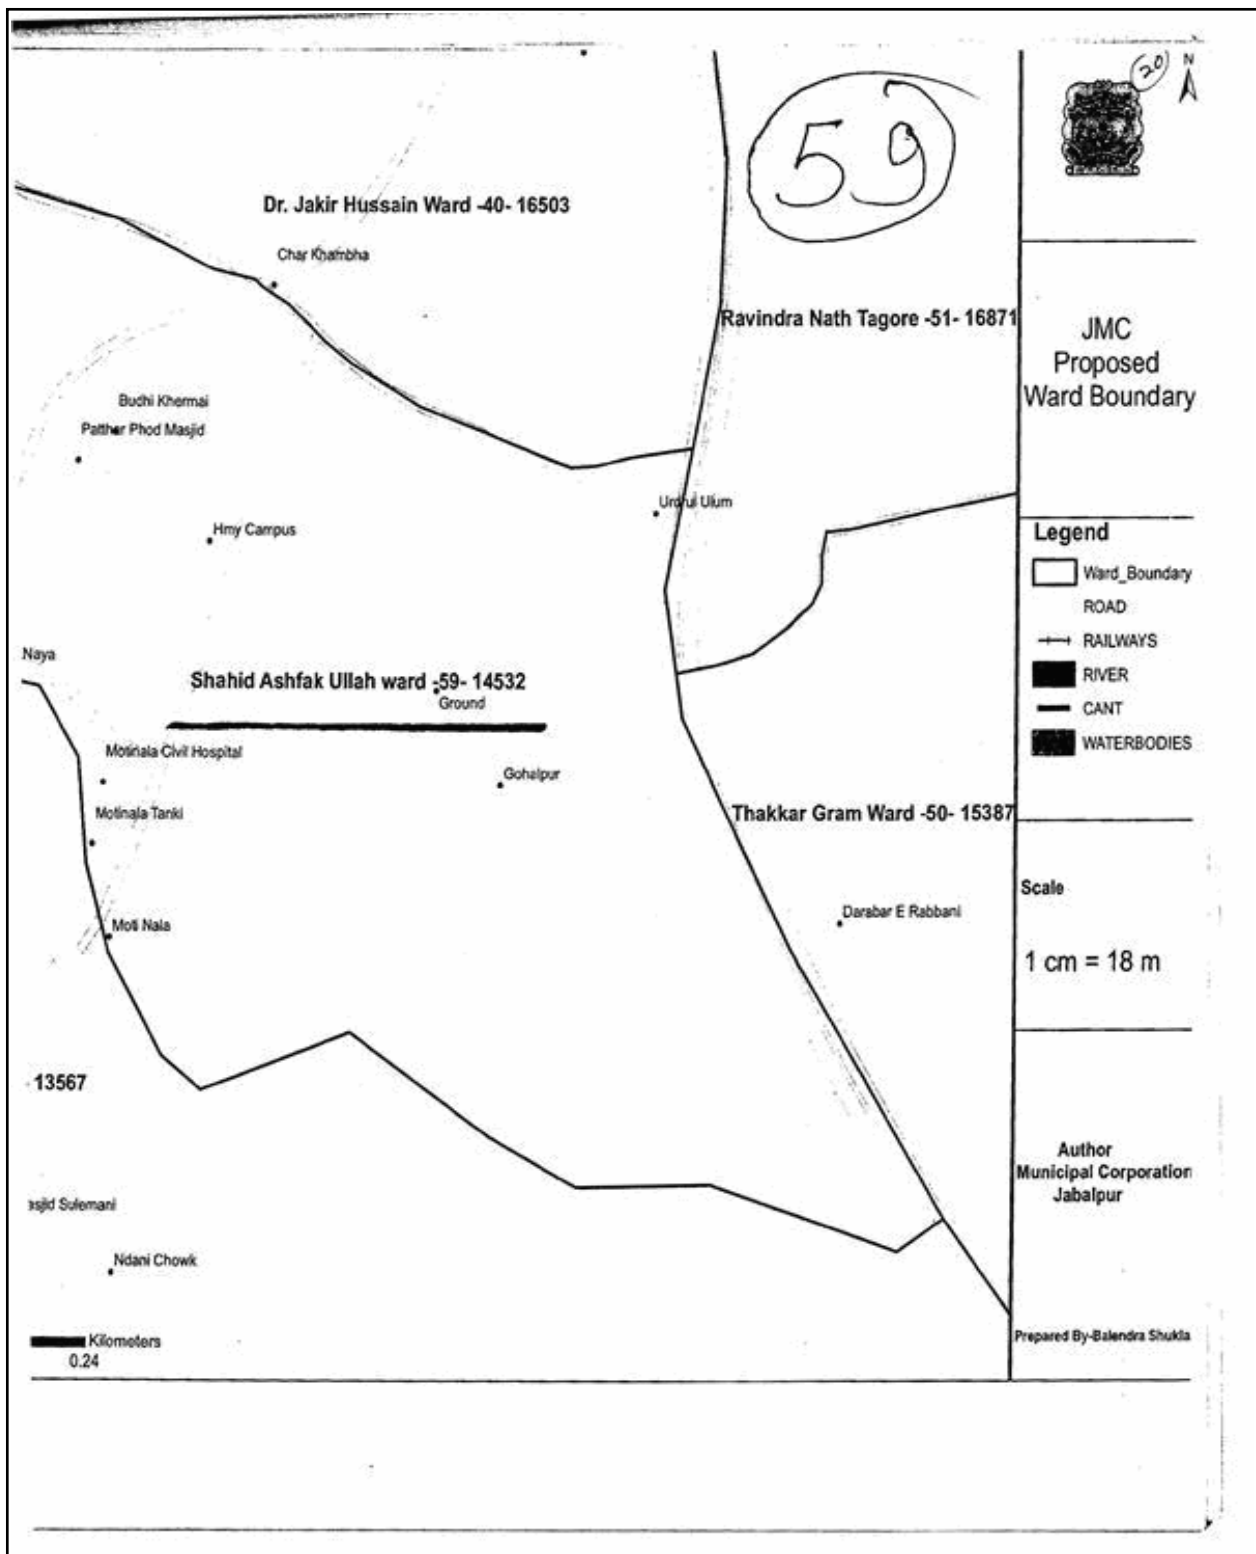 20
N
59
Dr. Jakir Hussain Ward -40- 16503
Char Khambha
Ravindra Nath Tagore -51- 16871
JMC
Proposed
Ward Boundary
Budhi Khermai
Patthar Phod Masjid
Urdrul Ulum
Hmy Campus
Legend
Ward_Boundary
ROAD
RAILWAYS
RIVER
CANT
WATERBODIES
Naya
Shahid Ashfak Ullah ward -59- 14532
Ground
Motinala Civil Hospital
Gohalpur
Motinala Tanki
Thakkar Gram Ward -50- 15387
Scale
Darabar E Rabbani
Moti Nala
1 cm = 18 m
- 13567
Author
Municipal Corporation
Jabalpur
asjid Sulemani
Ndani Chowk
Kilometers
0.24
Prepared By-Balendra Shukla